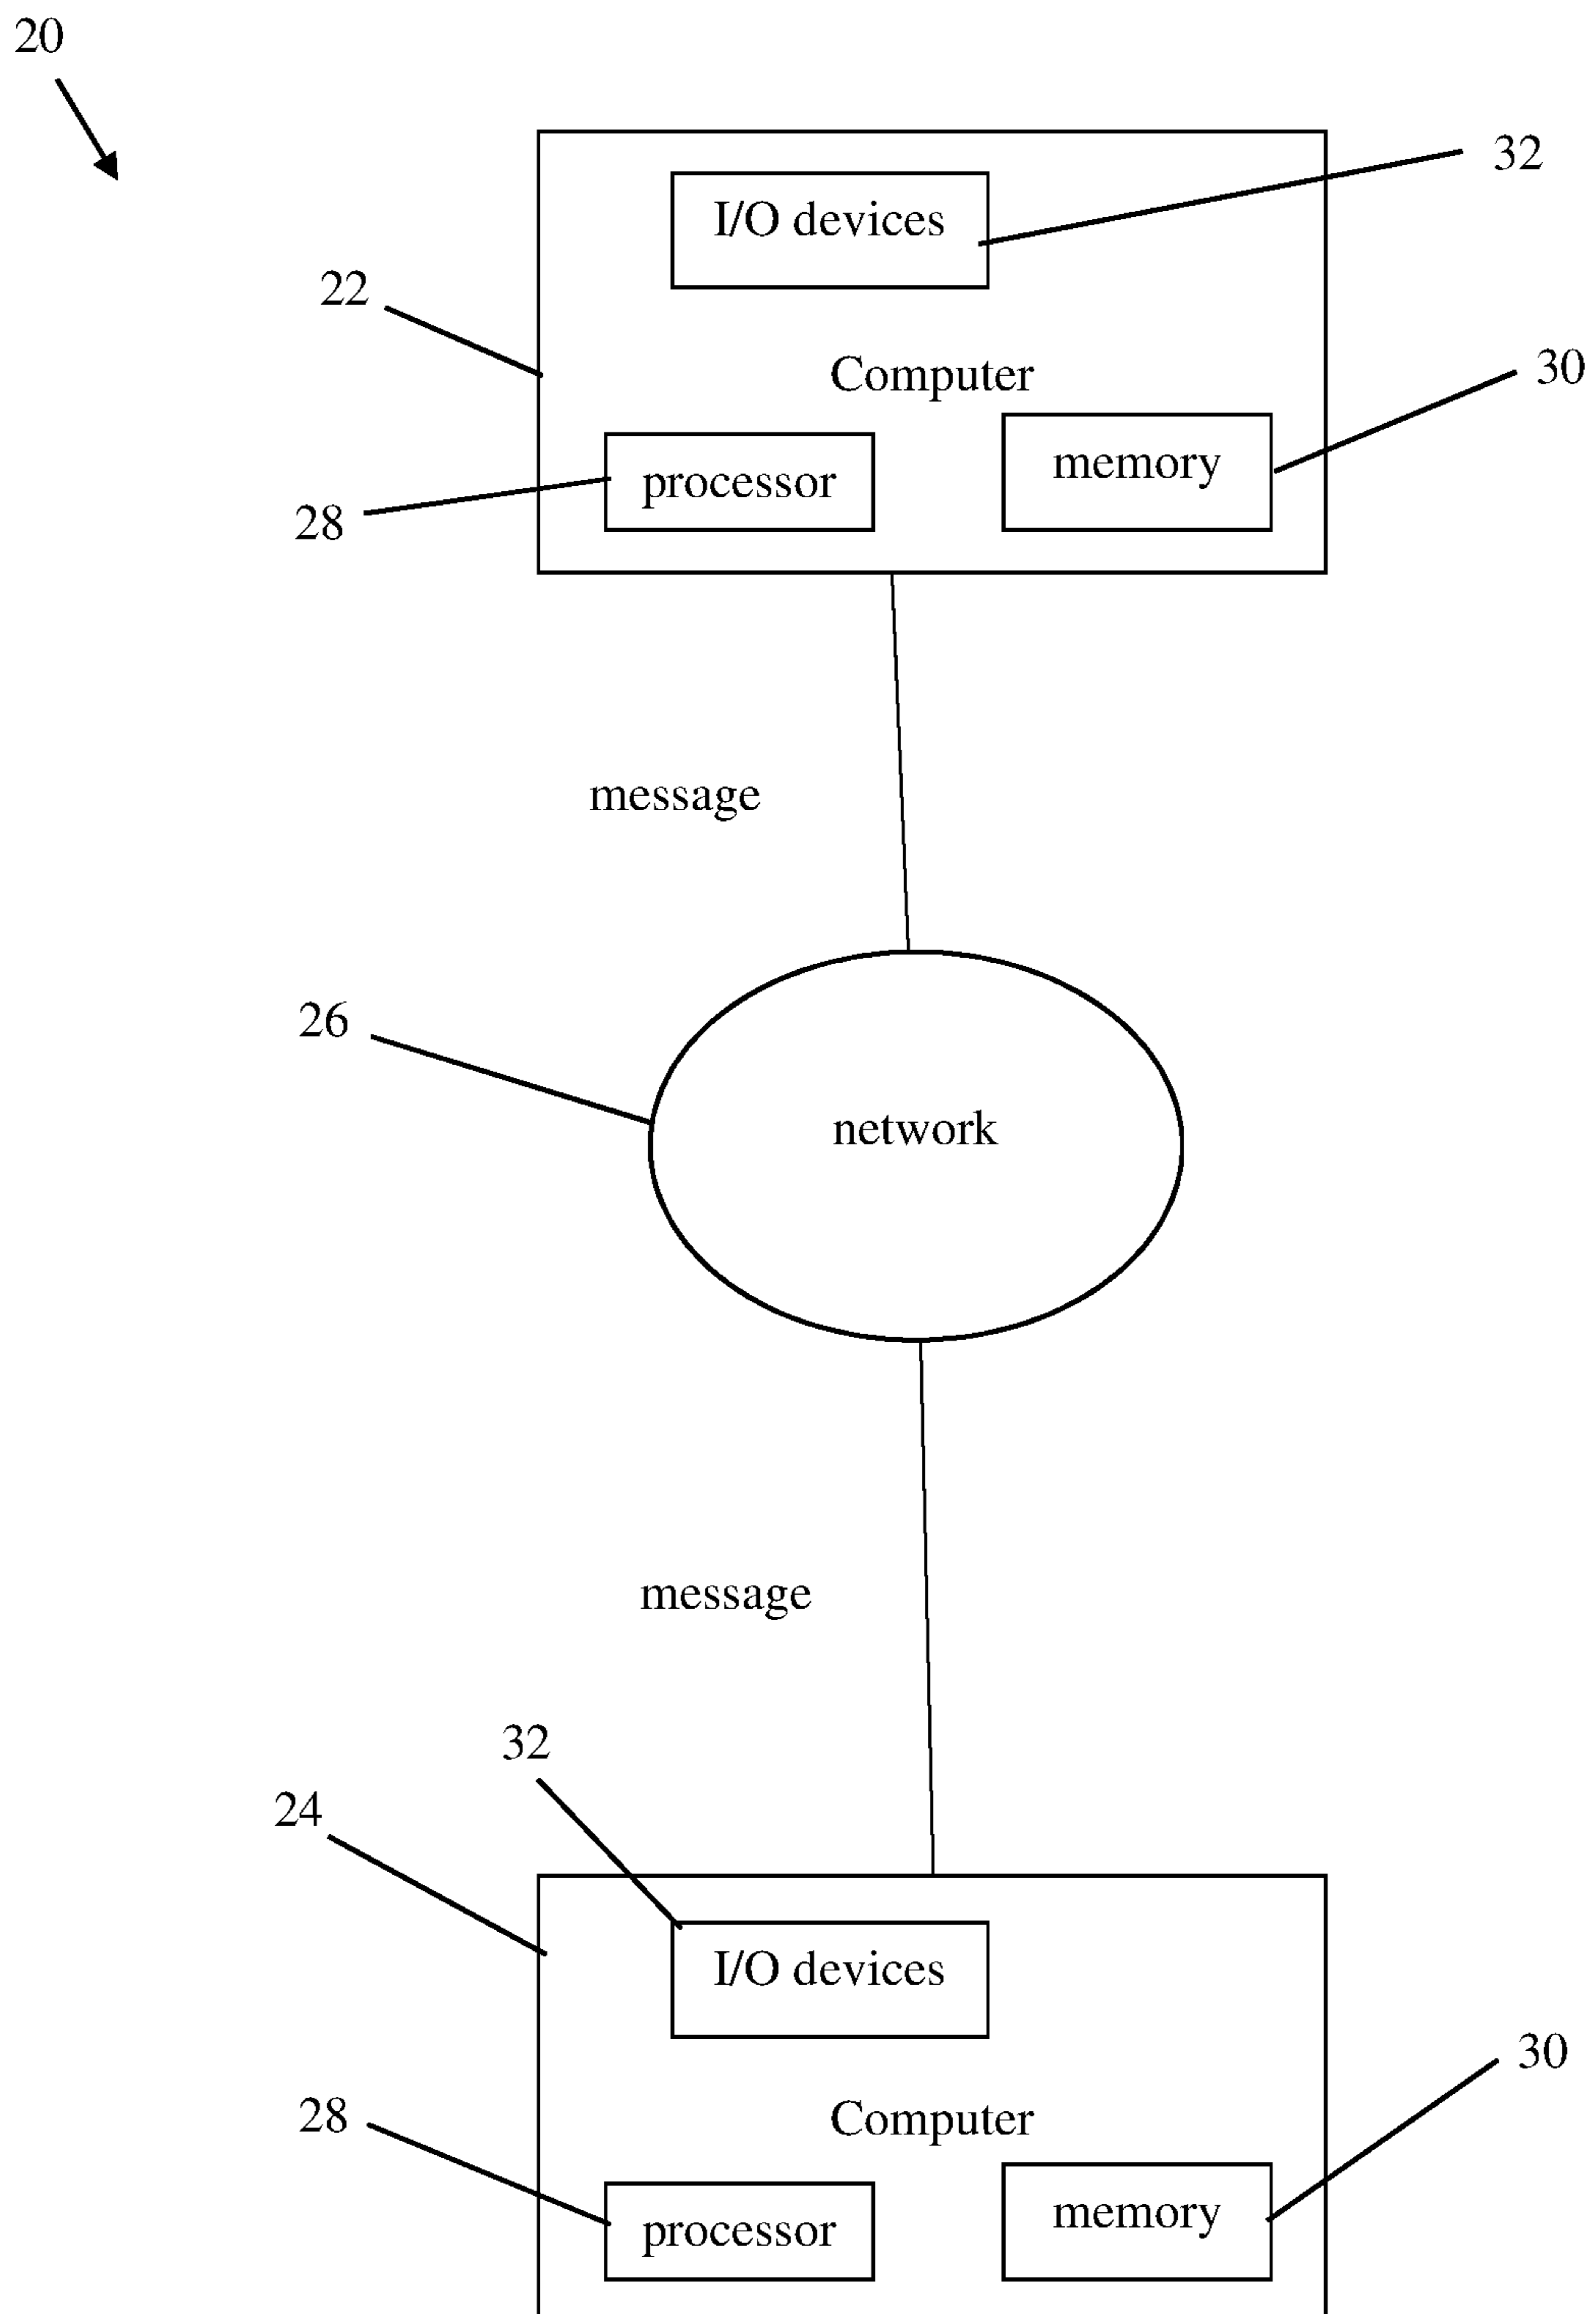 20
32
I/O devices
22
Computer
30
memory
processor
28
message
26
network
message
32
24
I/O devices
30
28
Computer
memory
processor